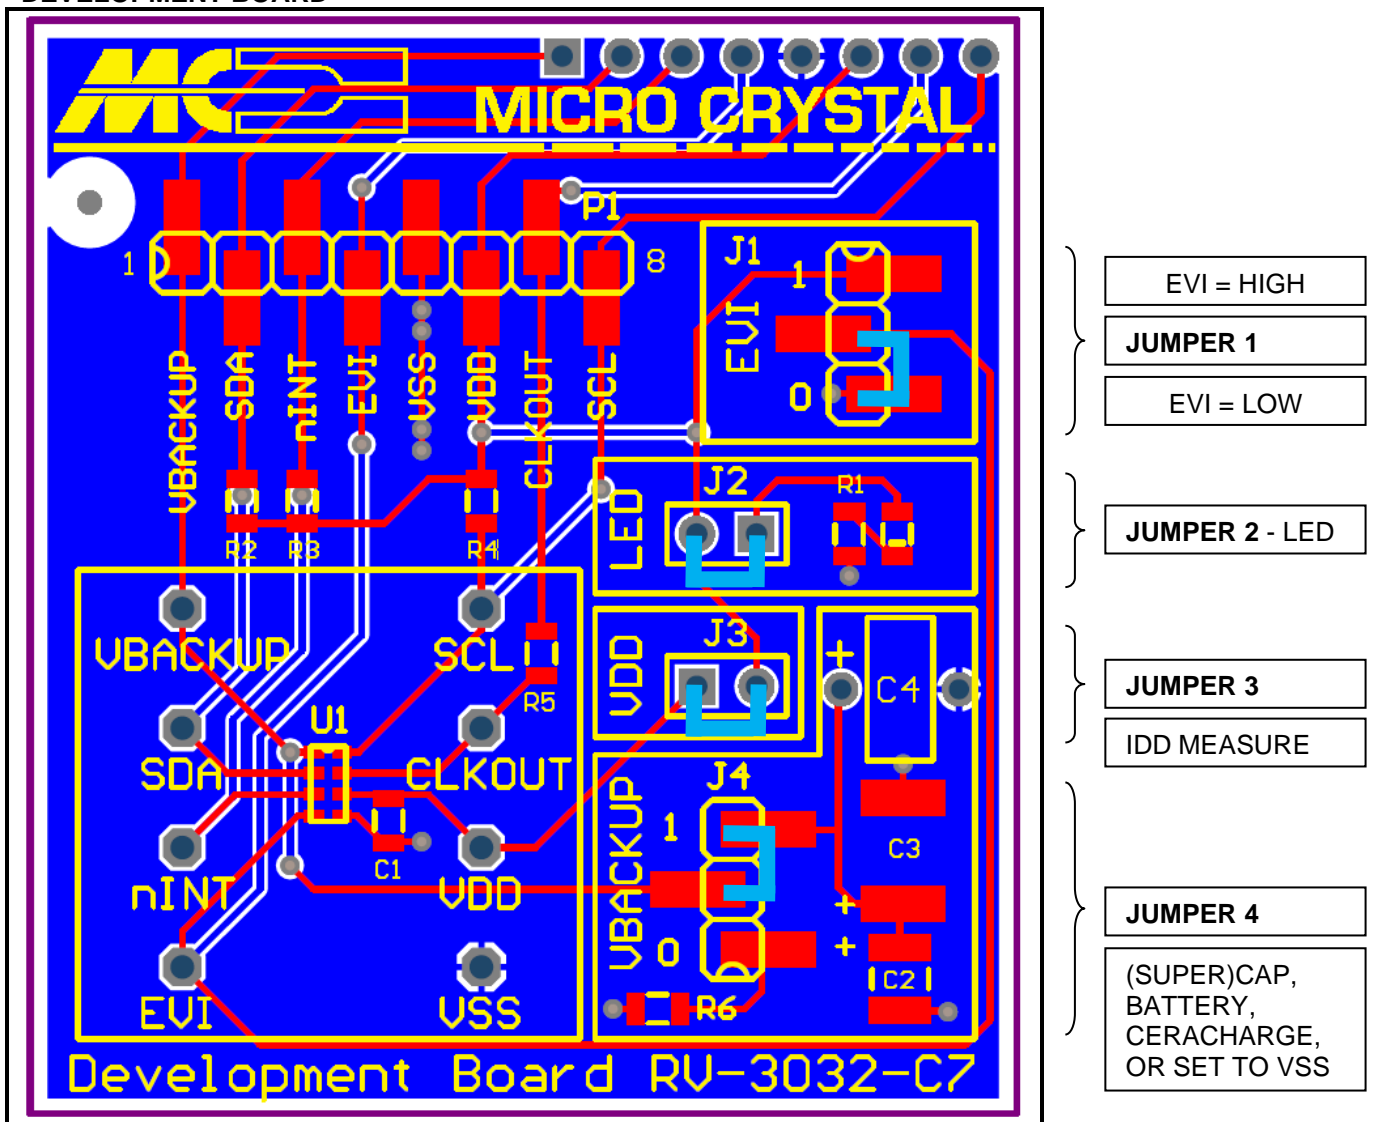 DEVELOPMENT BOARD
MC MICRO CRYSTAL
P1
1
8
VBACKUP
SDA
nINT
EVI
VSS
VDD
CLKOUT
SCL
J1
1
EVI
0
EVI = HIGH
JUMPER 1
EVI = LOW
R2
R3
R4
J2
LED
R1
JUMPER 2 - LED
VBACKUP
SCL
R5
SDA
U1
CLKOUT
C1
nINT
VDD
EVI
VSS
J3
VDD
+
C4
JUMPER 3
IDD MEASURE
J4
VBACKUP
1
0
C3
+
+
C2
R6
JUMPER 4
(SUPER)CAP,
BATTERY,
CERACHARGE,
OR SET TO VSS
Development Board RV-3032-C7